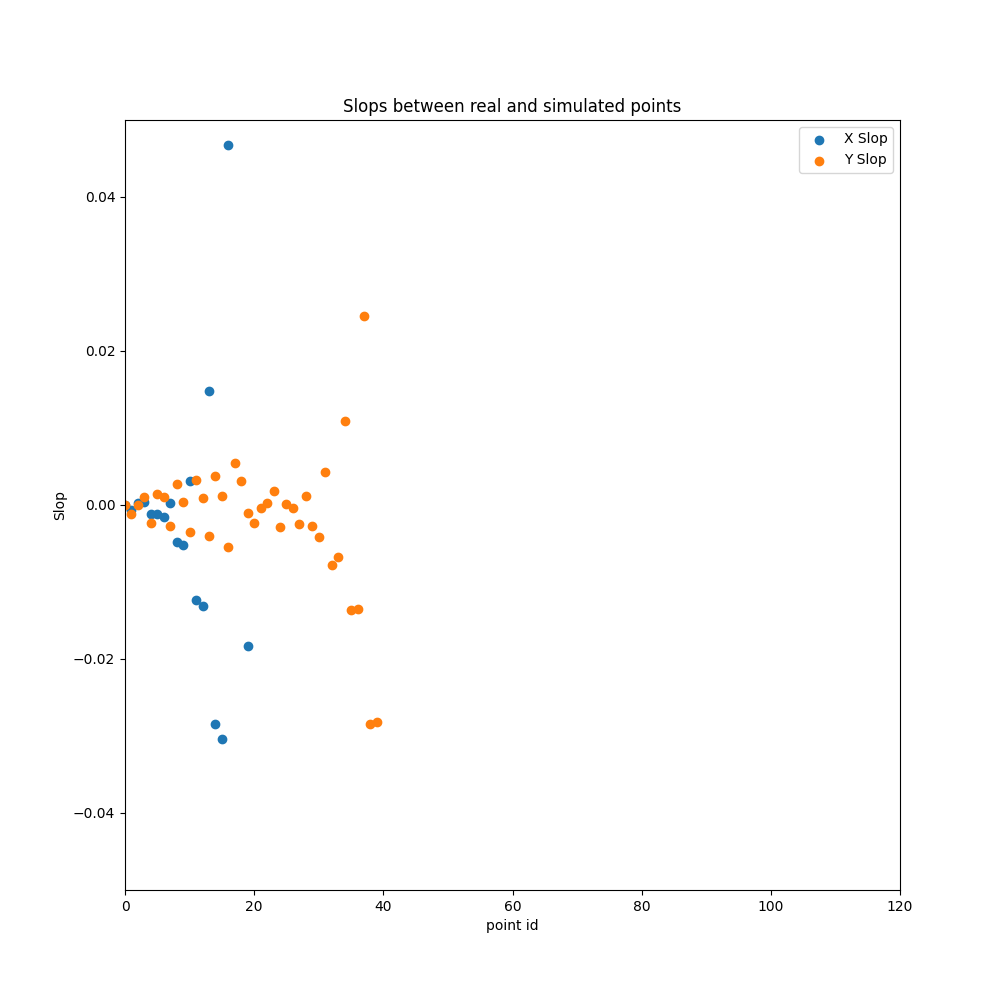 Slops between real and simulated points
X Slop
Y Slop
0.04
0.02
0.00
−0.02
−0.04
Slop
0 20 40 60 80 100 120
point id